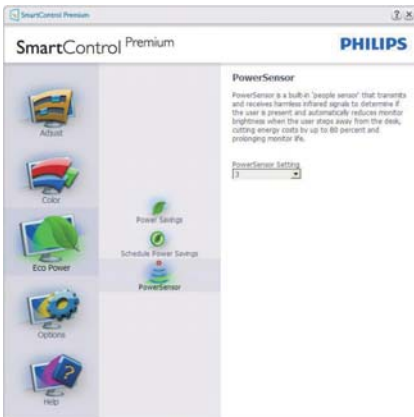 SmartControl Premium
SmartControl Premium
PHILIPS
Adjust
Color
Eco Power
Options
Help
Power Savings
Schedule Power Savings
PowerSensor
PowerSensor
PowerSensor is a built-in 'people sensor' that transmits
and receives harmless infrared signals to determine if
the user is present and automatically reduces monitor
brightness when the user steps away from the desk,
cutting energy costs by up to 80 percent and
prolonging monitor life.
PowerSensor Setting
3